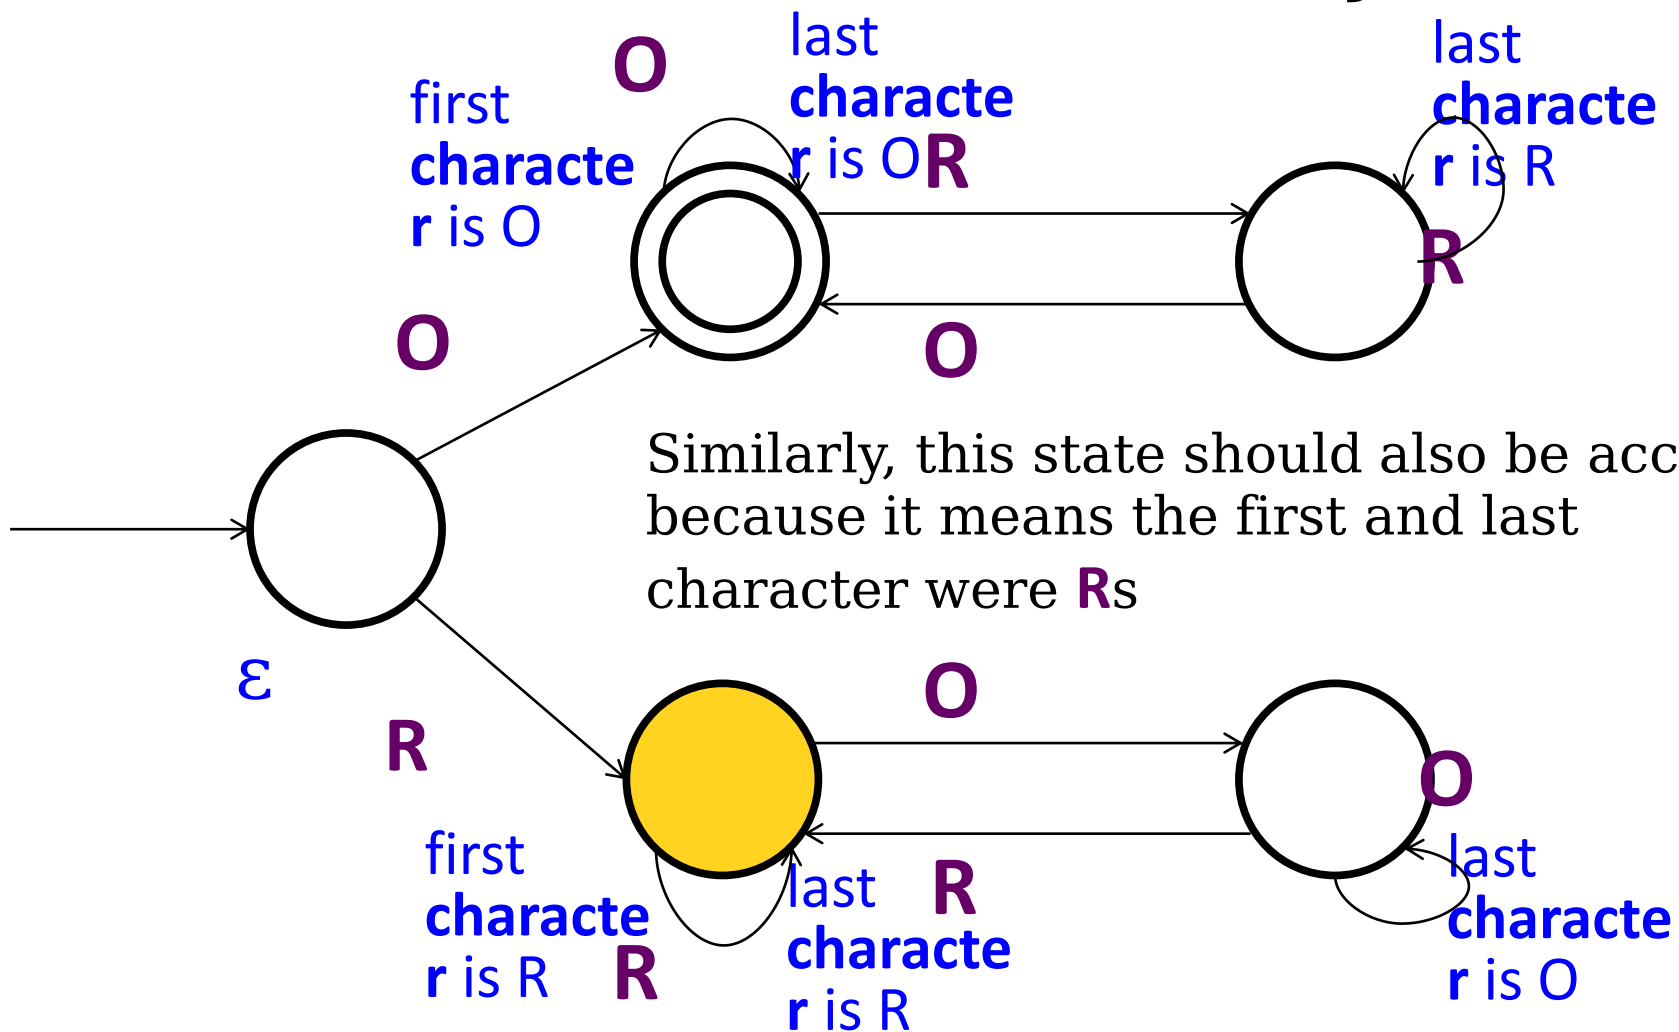 O
last
characte
r is O
first
characte
r is O
R
last
characte
r is R
R
O
O
Similarly, this state should also be acc
because it means the first and last
character were Rs
ε
R
O
O
first
characte
r is R
R
last
characte
r is R
R
last
characte
r is O